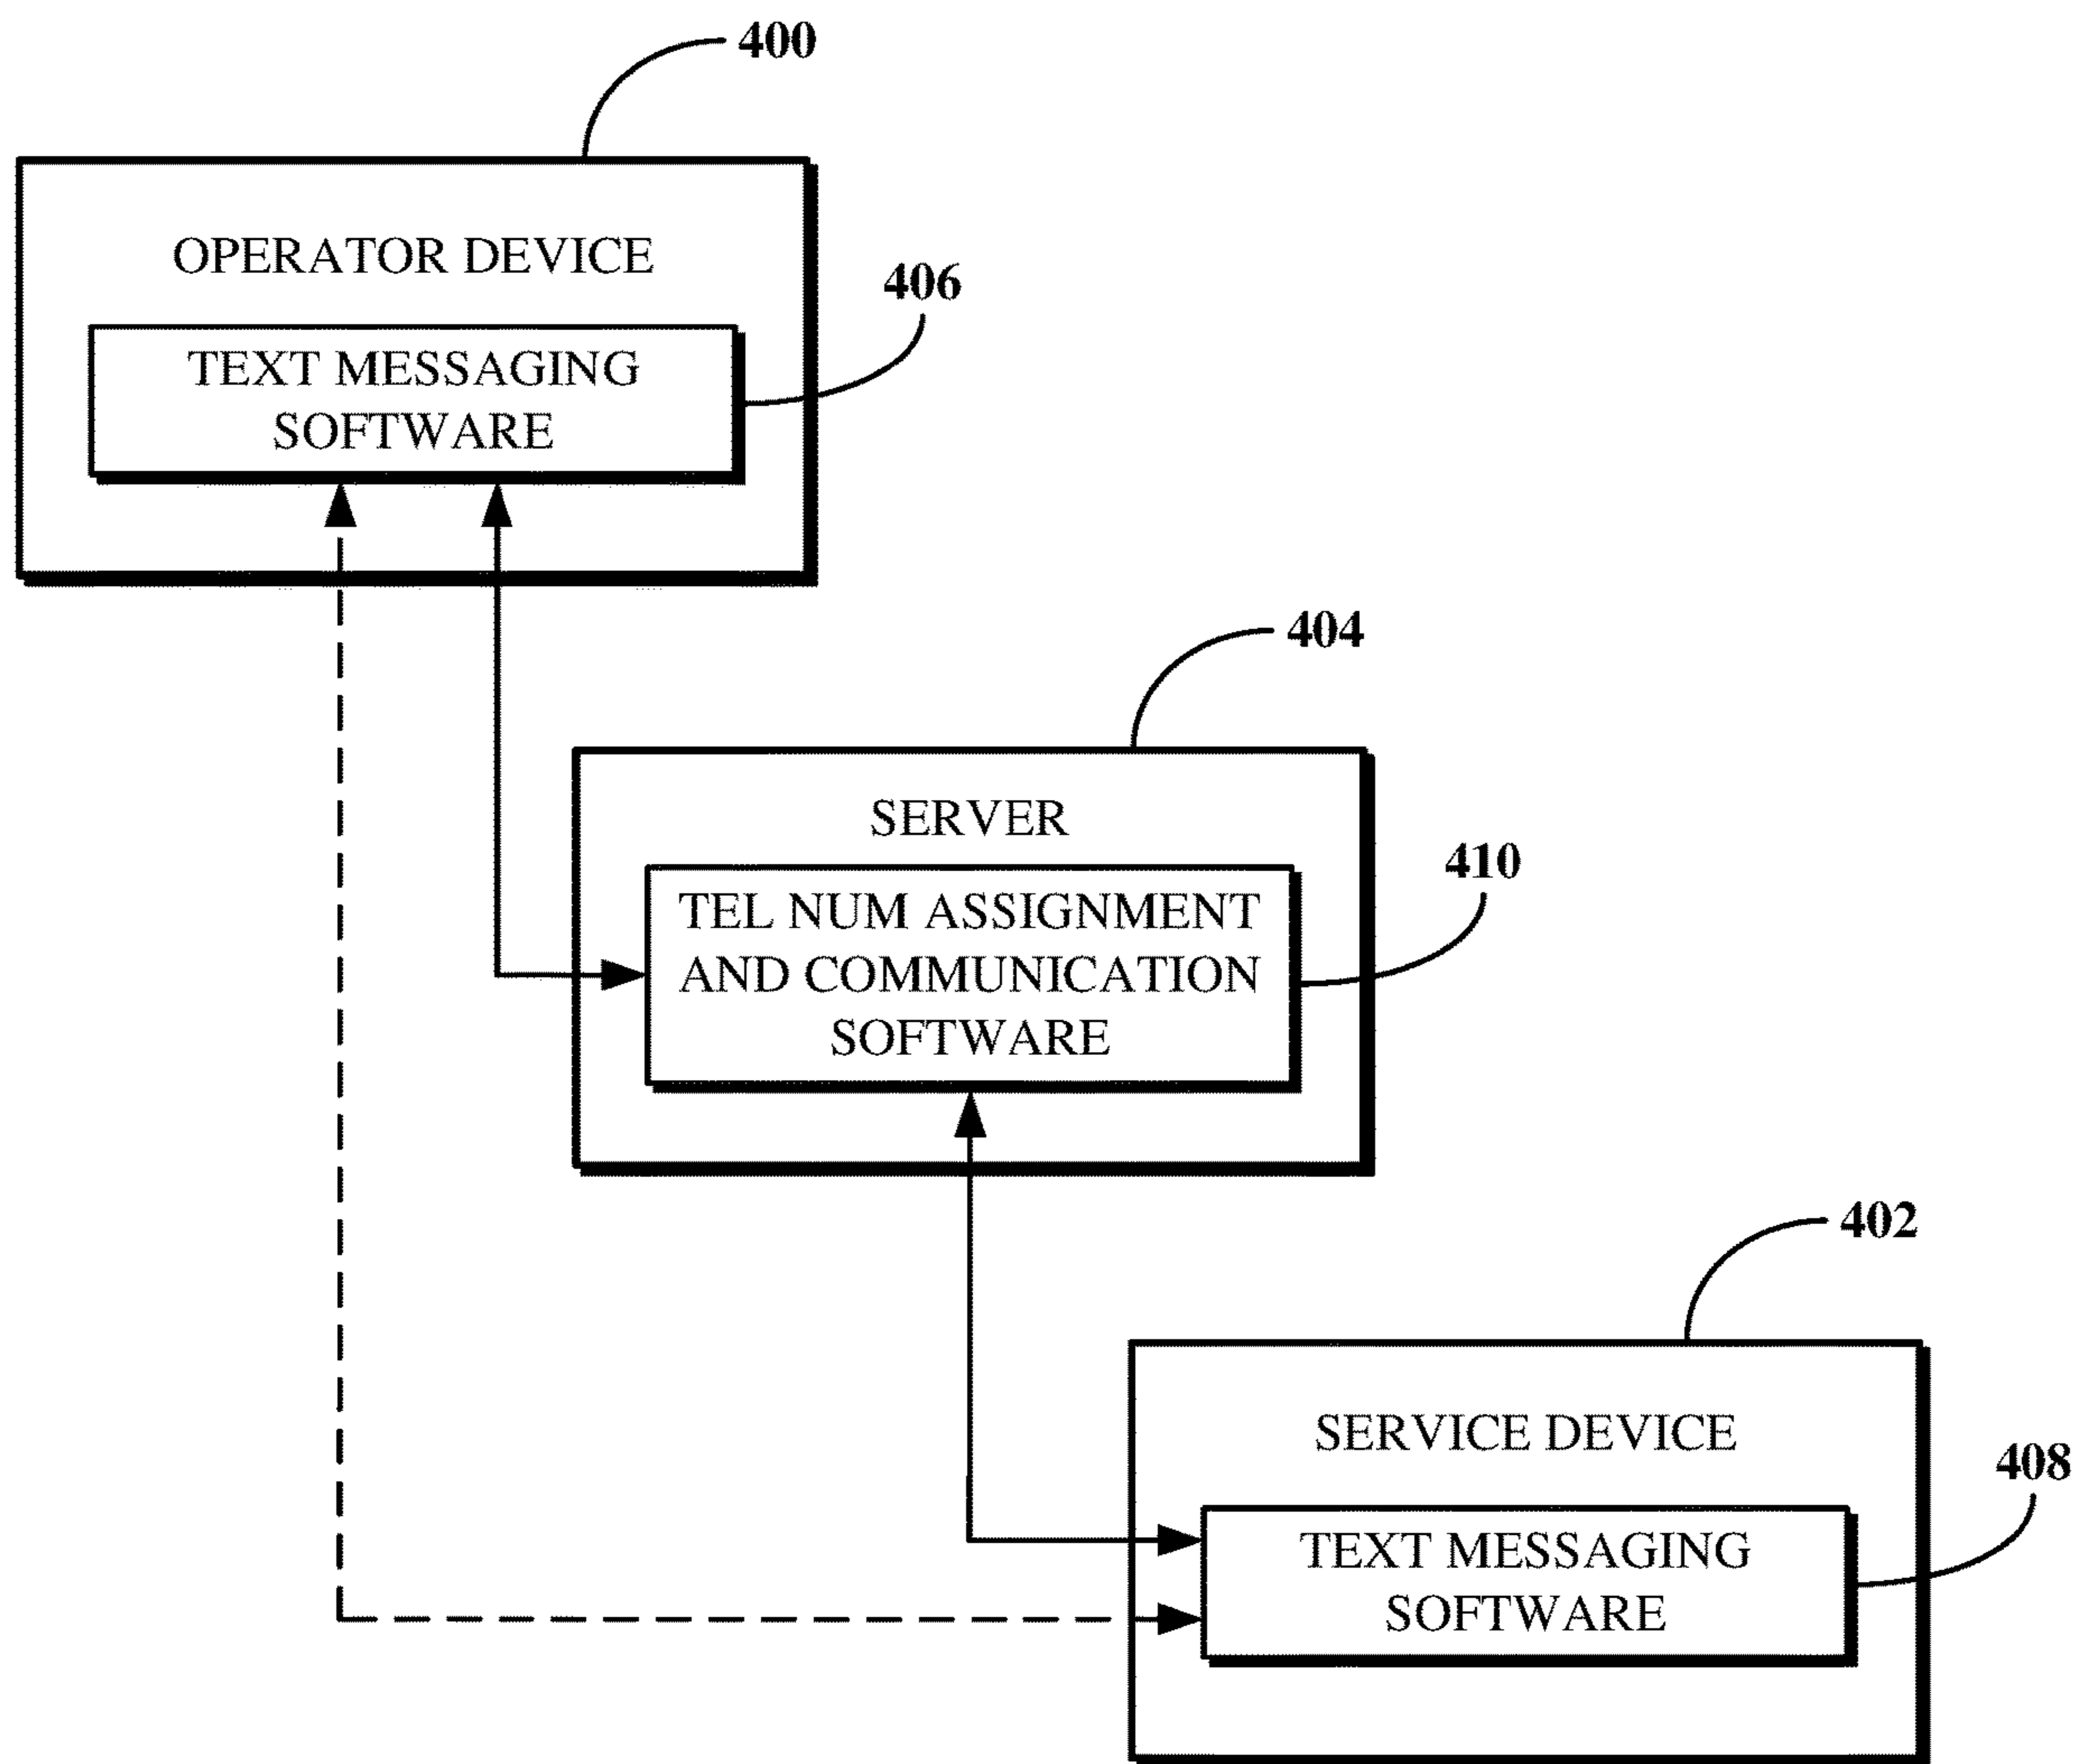 400
OPERATOR DEVICE
406
TEXT MESSAGING
SOFTWARE
404
SERVER
410
TEL NUM ASSIGNMENT
AND COMMUNICATION
SOFTWARE
402
SERVICE DEVICE
408
TEXT MESSAGING
SOFTWARE